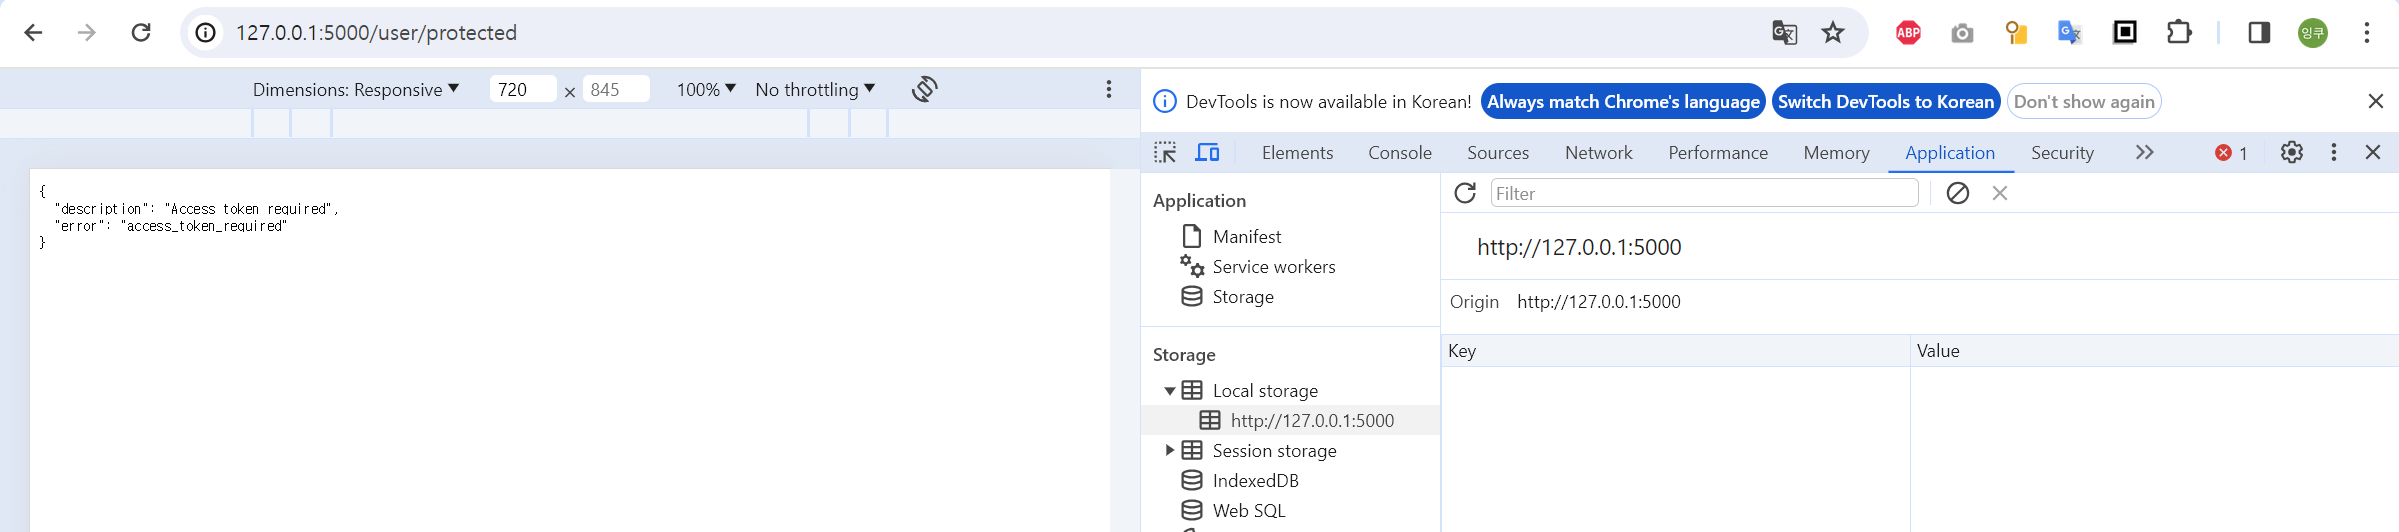 127.0.0.1:5000/user/protected
ABP
잉쿠
Dimensions: Responsive 720 × 845 100% No throttling
{
"description": "Access token required",
"error": "access_token_required"
}
DevTools is now available in Korean! Always match Chrome's language Switch DevTools to Korean Don't show again
Elements Console Sources Network Performance Memory Application Security 1
Application
Manifest
Service workers
Storage
Storage
Local storage
http://127.0.0.1:5000
Session storage
IndexedDB
Web SQL
Filter
http://127.0.0.1:5000
Origin http://127.0.0.1:5000
Key Value